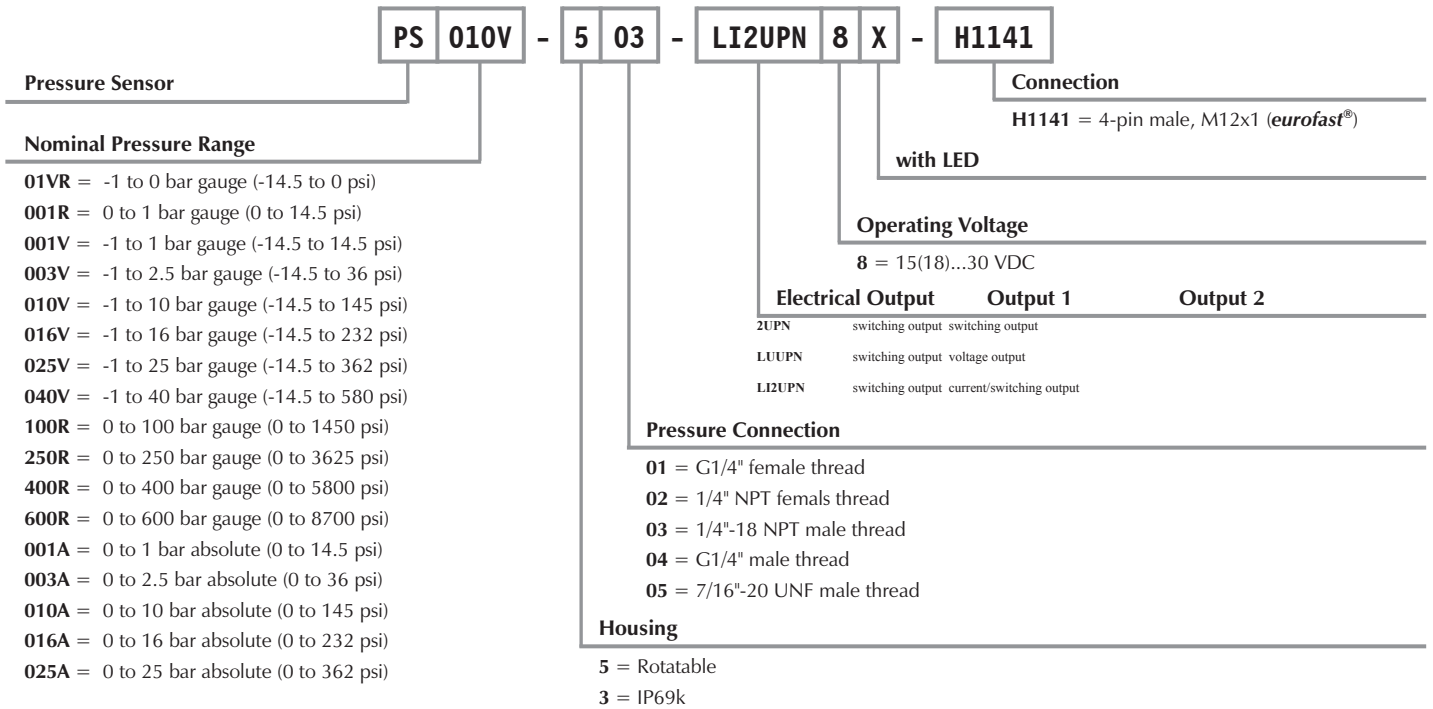 PS 010V - 5 03 - LI2UPN 8 X - H1141
Pressure Sensor
Nominal Pressure Range
01VR = -1 to 0 bar gauge (-14.5 to 0 psi)
001R = 0 to 1 bar gauge (0 to 14.5 psi)
001V = -1 to 1 bar gauge (-14.5 to 14.5 psi)
003V = -1 to 2.5 bar gauge (-14.5 to 36 psi)
010V = -1 to 10 bar gauge (-14.5 to 145 psi)
016V = -1 to 16 bar gauge (-14.5 to 232 psi)
025V = -1 to 25 bar gauge (-14.5 to 362 psi)
040V = -1 to 40 bar gauge (-14.5 to 580 psi)
100R = 0 to 100 bar gauge (0 to 1450 psi)
250R = 0 to 250 bar gauge (0 to 3625 psi)
400R = 0 to 400 bar gauge (0 to 5800 psi)
600R = 0 to 600 bar gauge (0 to 8700 psi)
001A = 0 to 1 bar absolute (0 to 14.5 psi)
003A = 0 to 2.5 bar absolute (0 to 36 psi)
010A = 0 to 10 bar absolute (0 to 145 psi)
016A = 0 to 16 bar absolute (0 to 232 psi)
025A = 0 to 25 bar absolute (0 to 362 psi)
Connection
H1141 = 4-pin male, M12x1 (eurofast®)
with LED
Operating Voltage
8 = 15(18)...30 VDC
Electrical Output Output 1 Output 2
2UPN switching output switching output
LUUPN switching output voltage output
LI2UPN switching output current/switching output
Pressure Connection
01 = G1/4" female thread
02 = 1/4" NPT femals thread
03 = 1/4"-18 NPT male thread
04 = G1/4" male thread
05 = 7/16"-20 UNF male thread
Housing
5 = Rotatable
3 = IP69k